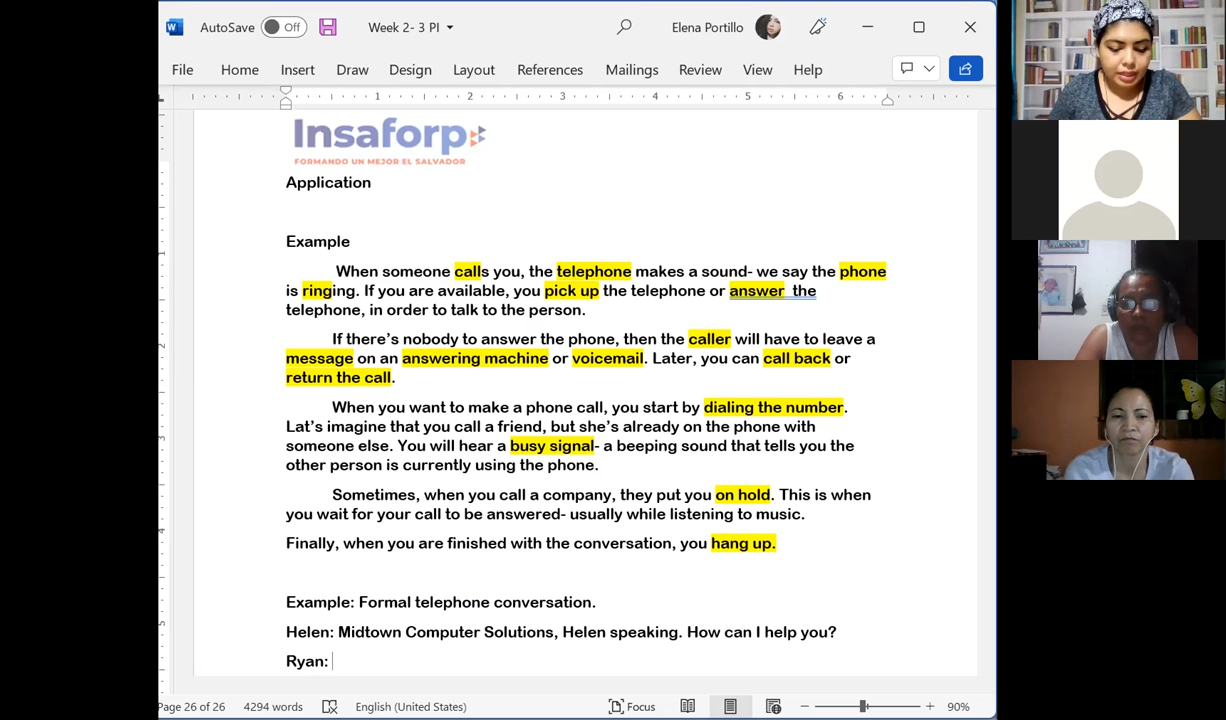 AutoSave Off Week 2- 3 PI Elena Portillo
File Home Insert Draw Design Layout References Mailings Review View Help
1 2 3 4 5 6
Insaforp
FORMANDO UN MEJOR EL SALVADOR
Application
Example
When someone calls you, the telephone makes a sound- we say the phone
is ringing. If you are available, you pick up the telephone or answer the
telephone, in order to talk to the person.
If there's nobody to answer the phone, then the caller will have to leave a
message on an answering machine or voicemail. Later, you can call back or
return the call.
When you want to make a phone call, you start by dialing the number.
Lat's imagine that you call a friend, but she's already on the phone with
someone else. You will hear a busy signal- a beeping sound that tells you the
other person is currently using the phone.
Sometimes, when you call a company, they put you on hold. This is when
you wait for your call to be answered- usually while listening to music.
Finally, when you are finished with the conversation, you hang up.
Example: Formal telephone conversation.
Helen: Midtown Computer Solutions, Helen speaking. How can I help you?
Ryan:
Page 26 of 26 4294 words English (United States) Focus 90%